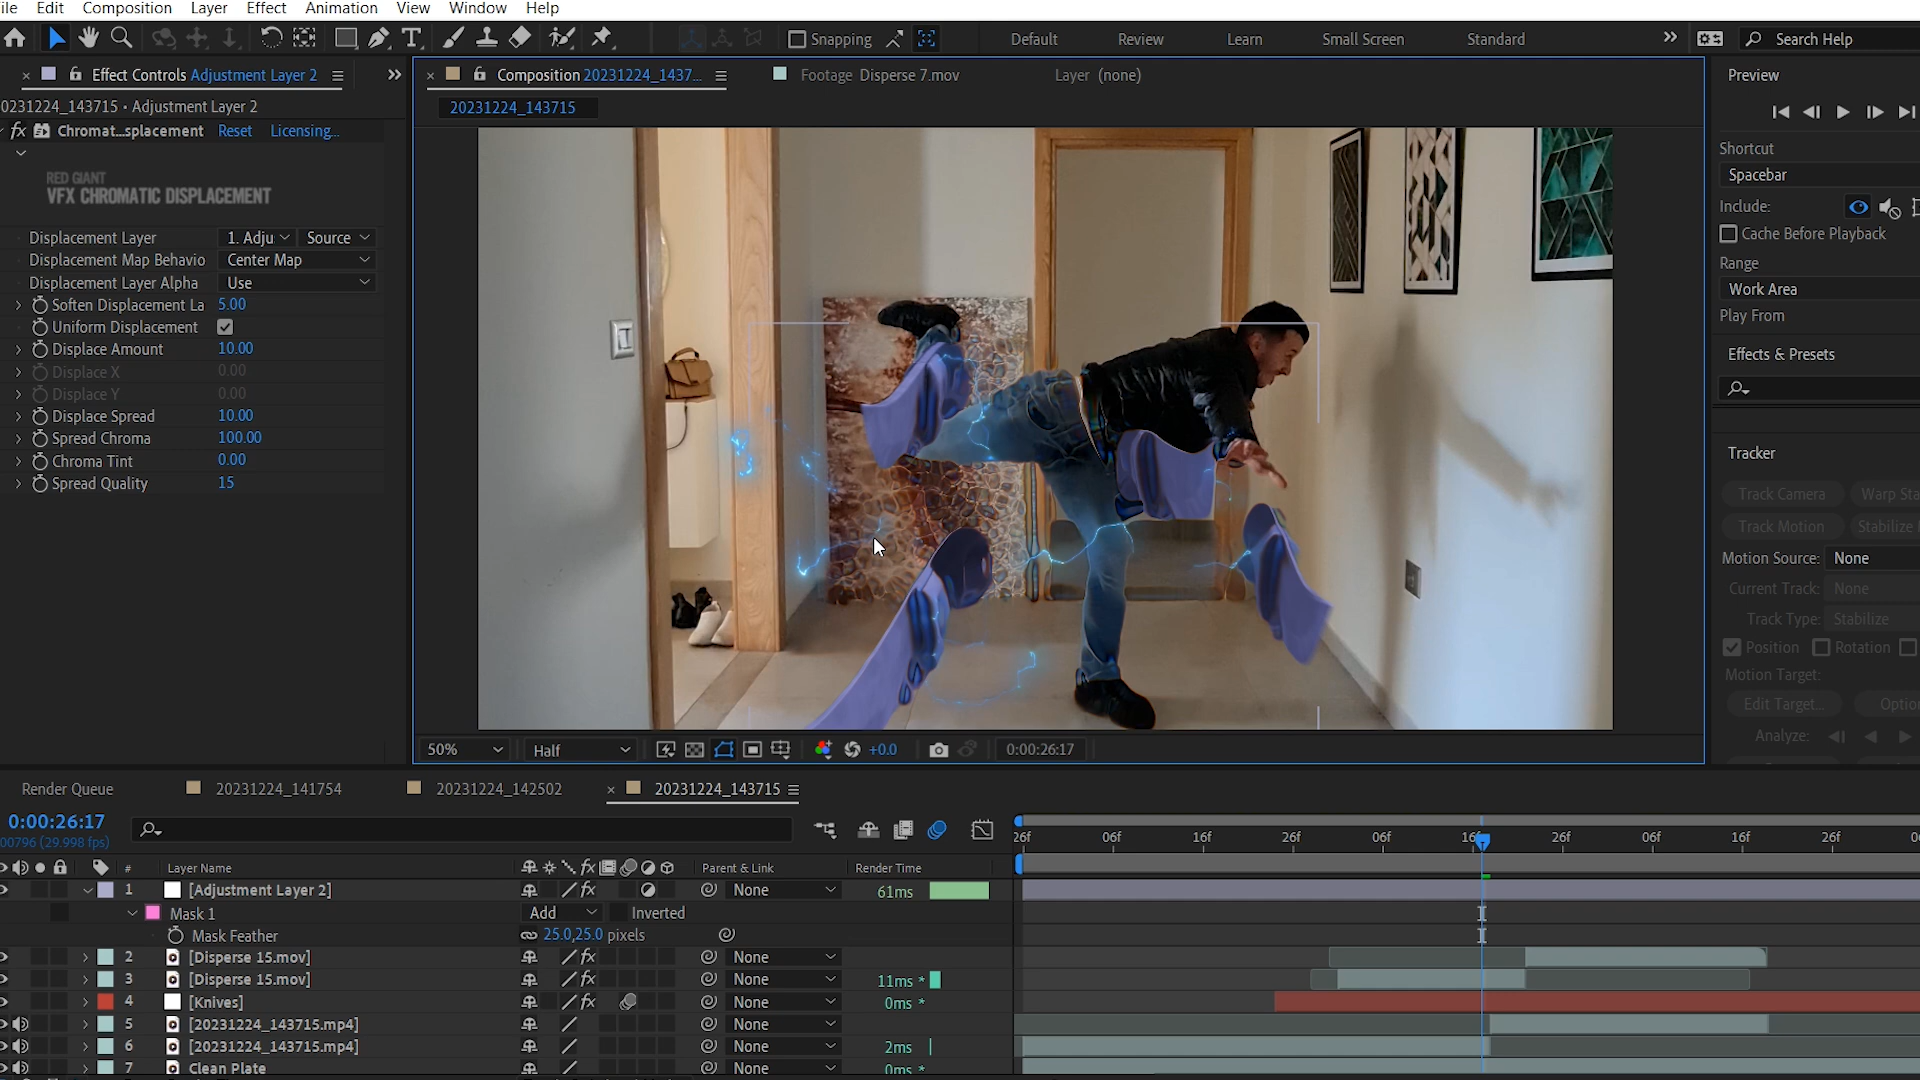 ile Edit Composition Layer Effect Animation View Window Help
Snapping Default Review Learn Small Screen Standard Search Help
Effect Controls Adjustment Layer 2
Composition 20231224_1437... Footage Disperse 7.mov Layer (none)
Preview
0231224_143715 • Adjustment Layer 2
20231224_143715
fx Chromat...splacement Reset Licensing...
RED GIANT
VFX CHROMATIC DISPLACEMENT
Displacement Layer 1. Adju Source
Displacement Map Behavio Center Map
Displacement Layer Alpha Use
Soften Displacement La 5.00
Uniform Displacement
Displace Amount 10.00
Displace X 0.00
Displace Y 0.00
Displace Spread 10.00
Spread Chroma 100.00
Chroma Tint 0.00
Spread Quality 15
Shortcut
Spacebar
Include:
Cache Before Playback
Range
Work Area
Play From
Effects & Presets
Tracker
Track Camera Warp Sta
Track Motion Stabilize
Motion Source: None
Current Track: None
Track Type: Stabilize
Position Rotation
Motion Target:
Edit Target... Optio
Analyze:
50% Half +0.0 0:00:26:17
Render Queue 20231224_141754 20231224_142502 20231224_143715
0:00:26:17
00796 (29.998 fps)
26f 06f 16f 26f 06f 16 26f 06f 16f 26f 0
# Layer Name fx Parent & Link Render Time
1 [Adjustment Layer 2] fx None 61ms
Mask 1 Add Inverted
Mask Feather 25.0,25.0 pixels
2 [Disperse 15.mov] fx None
3 [Disperse 15.mov] fx None 11ms *
4 [Knives] fx None 0ms *
5 [20231224_143715.mp4] None
6 [20231224_143715.mp4] None 2ms
7 Clean Plate None 0ms *